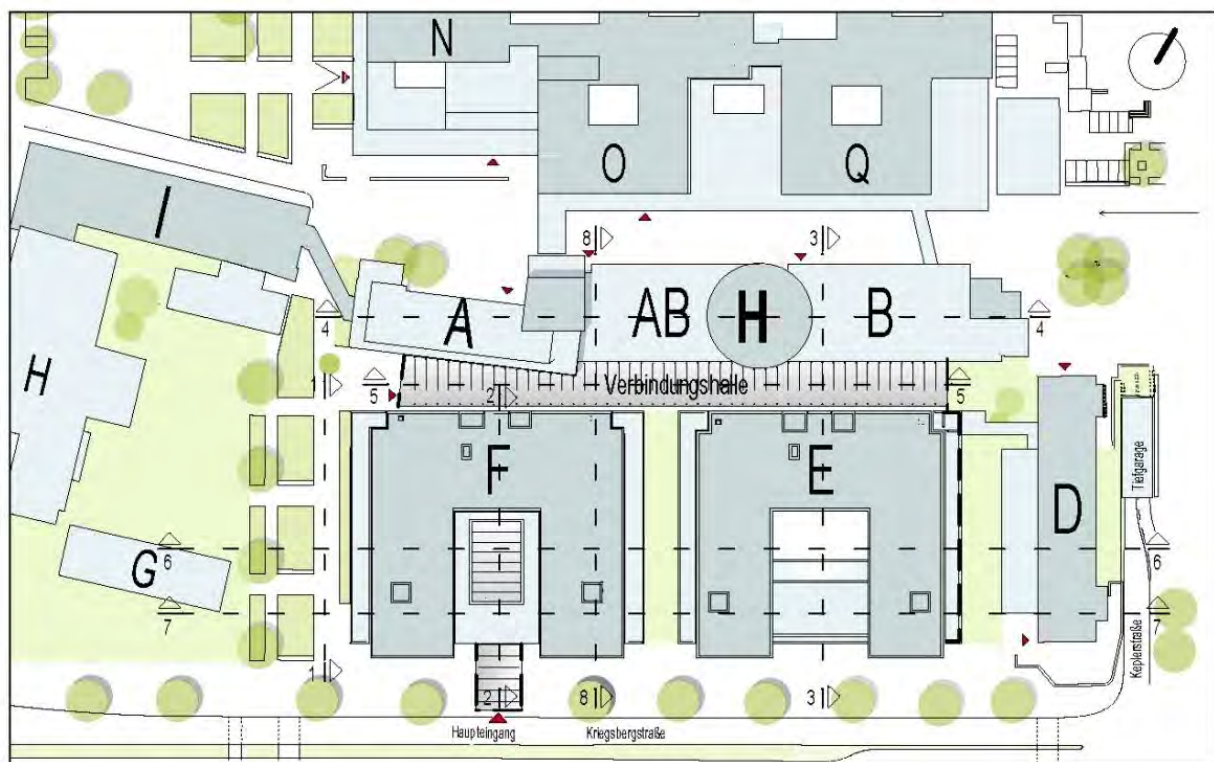 N
O
Q
I
8
3
A
AB
H
B
4
4
H
Verbindungshalle
1
5
2
5
F
E
D
Tiefgarage
G
6
6
7
7
Keplerstraße
1
2
8
3
Haupteingang
Kriegsbergstraße